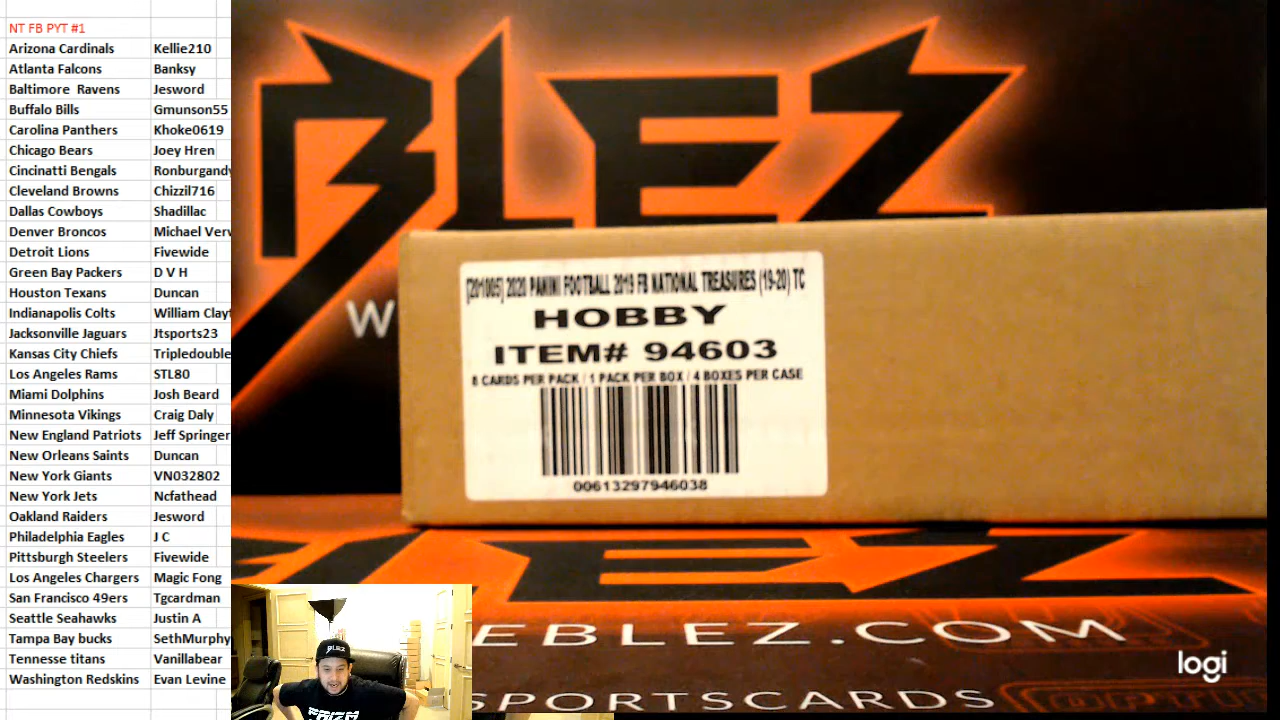 NT FB PYT #1
Arizona Cardinals Kellie210
Atlanta Falcons Banksy
Baltimore Ravens Jesword
Buffalo Bills Gmunson55
Carolina Panthers Khoke0619
Chicago Bears Joey Hren
Cincinatti Bengals Ronburgandy
Cleveland Browns Chizzil716
Dallas Cowboys Shadillac
Denver Broncos Michael Verv
Detroit Lions Fivewide
Green Bay Packers D V H
Houston Texans Duncan
Indianapolis Colts William Clayt
Jacksonville Jaguars Jtsports23
Kansas City Chiefs Tripledouble
Los Angeles Rams STL80
Miami Dolphins Josh Beard
Minnesota Vikings Craig Daly
New England Patriots Jeff Springer
New Orleans Saints Duncan
New York Giants VN032802
New York Jets Ncfathead
Oakland Raiders Jesword
Philadelphia Eagles J C
Pittsburgh Steelers Fivewide
Los Angeles Chargers Magic Fong
San Francisco 49ers Tgcardman
Seattle Seahawks Justin A
Tampa Bay bucks SethMurphy
Tennesse titans Vanillabear
Washington Redskins Evan Levine
BLEZ
W
[201005] 2020 PANINI FOOTBALL 2019 FB NATIONAL TREASURES (19-20) TC
HOBBY
ITEM# 94603
8 CARDS PER PACK / 1 PACK PER BOX / 4 BOXES PER CASE
00613297946038
LEZ
EBLEZ.COM
SPORTSCARDS
BLEZ
logi